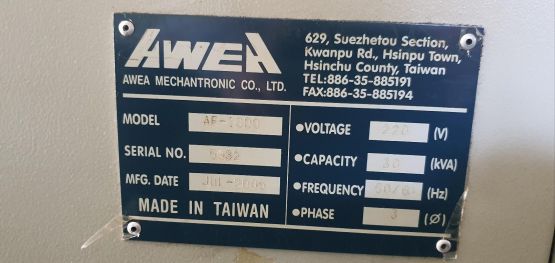 AWEA
AWEA MECHANTRONIC CO., LTD.
629, Suezhetou Section,
Kwanpu Rd., Hsinpu Town,
Hsinchu County, Taiwan
TEL:886-35-885191
FAX:886-35-885194
MODEL
SERIAL NO.
MFG. DATE
MADE IN TAIWAN
•VOLTAGE 220 (V)
•CAPACITY 30 (kVA)
•FREQUENCY (Hz)
•PHASE 3 (Ø)